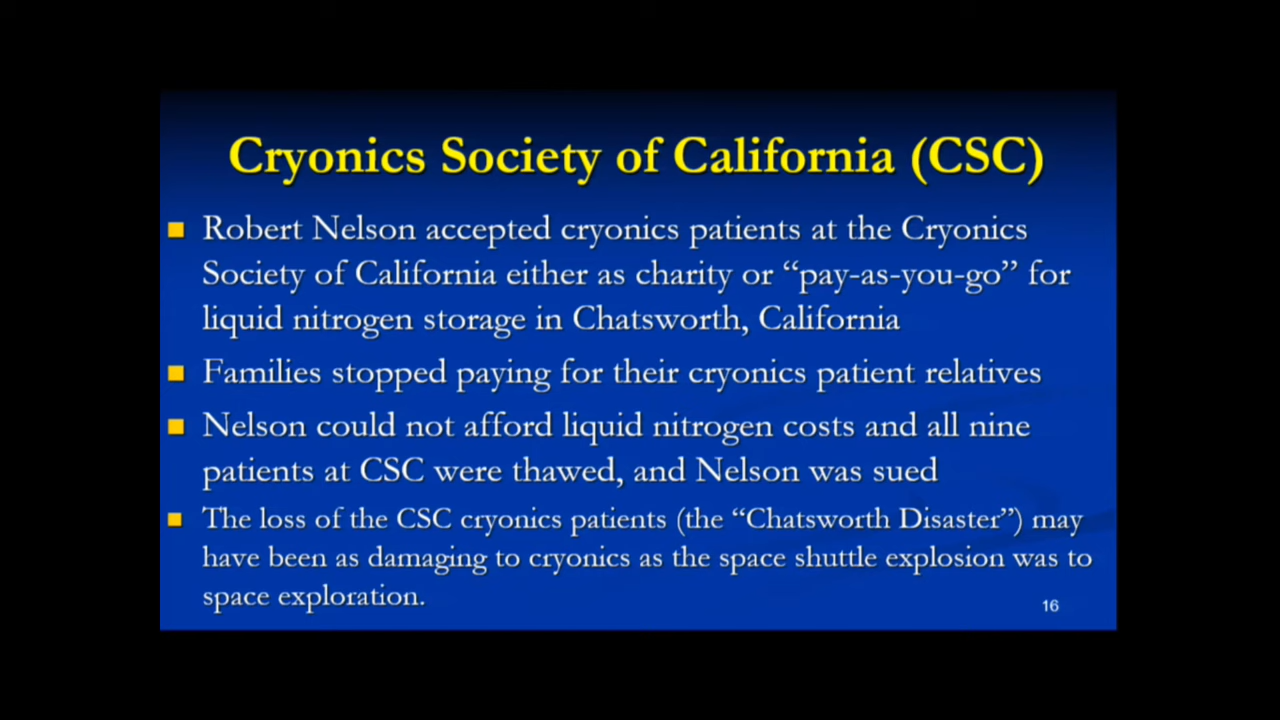 Cryonics Society of California (CSC)
Robert Nelson accepted cryonics patients at the Cryonics
Society of California either as charity or “pay-as-you-go” for
liquid nitrogen storage in Chatsworth, California
Families stopped paying for their cryonics patient relatives
Nelson could not afford liquid nitrogen costs and all nine
patients at CSC were thawed, and Nelson was sued
The loss of the CSC cryonics patients (the “Chatsworth Disaster”) may
have been as damaging to cryonics as the space shuttle explosion was to
space exploration.
16